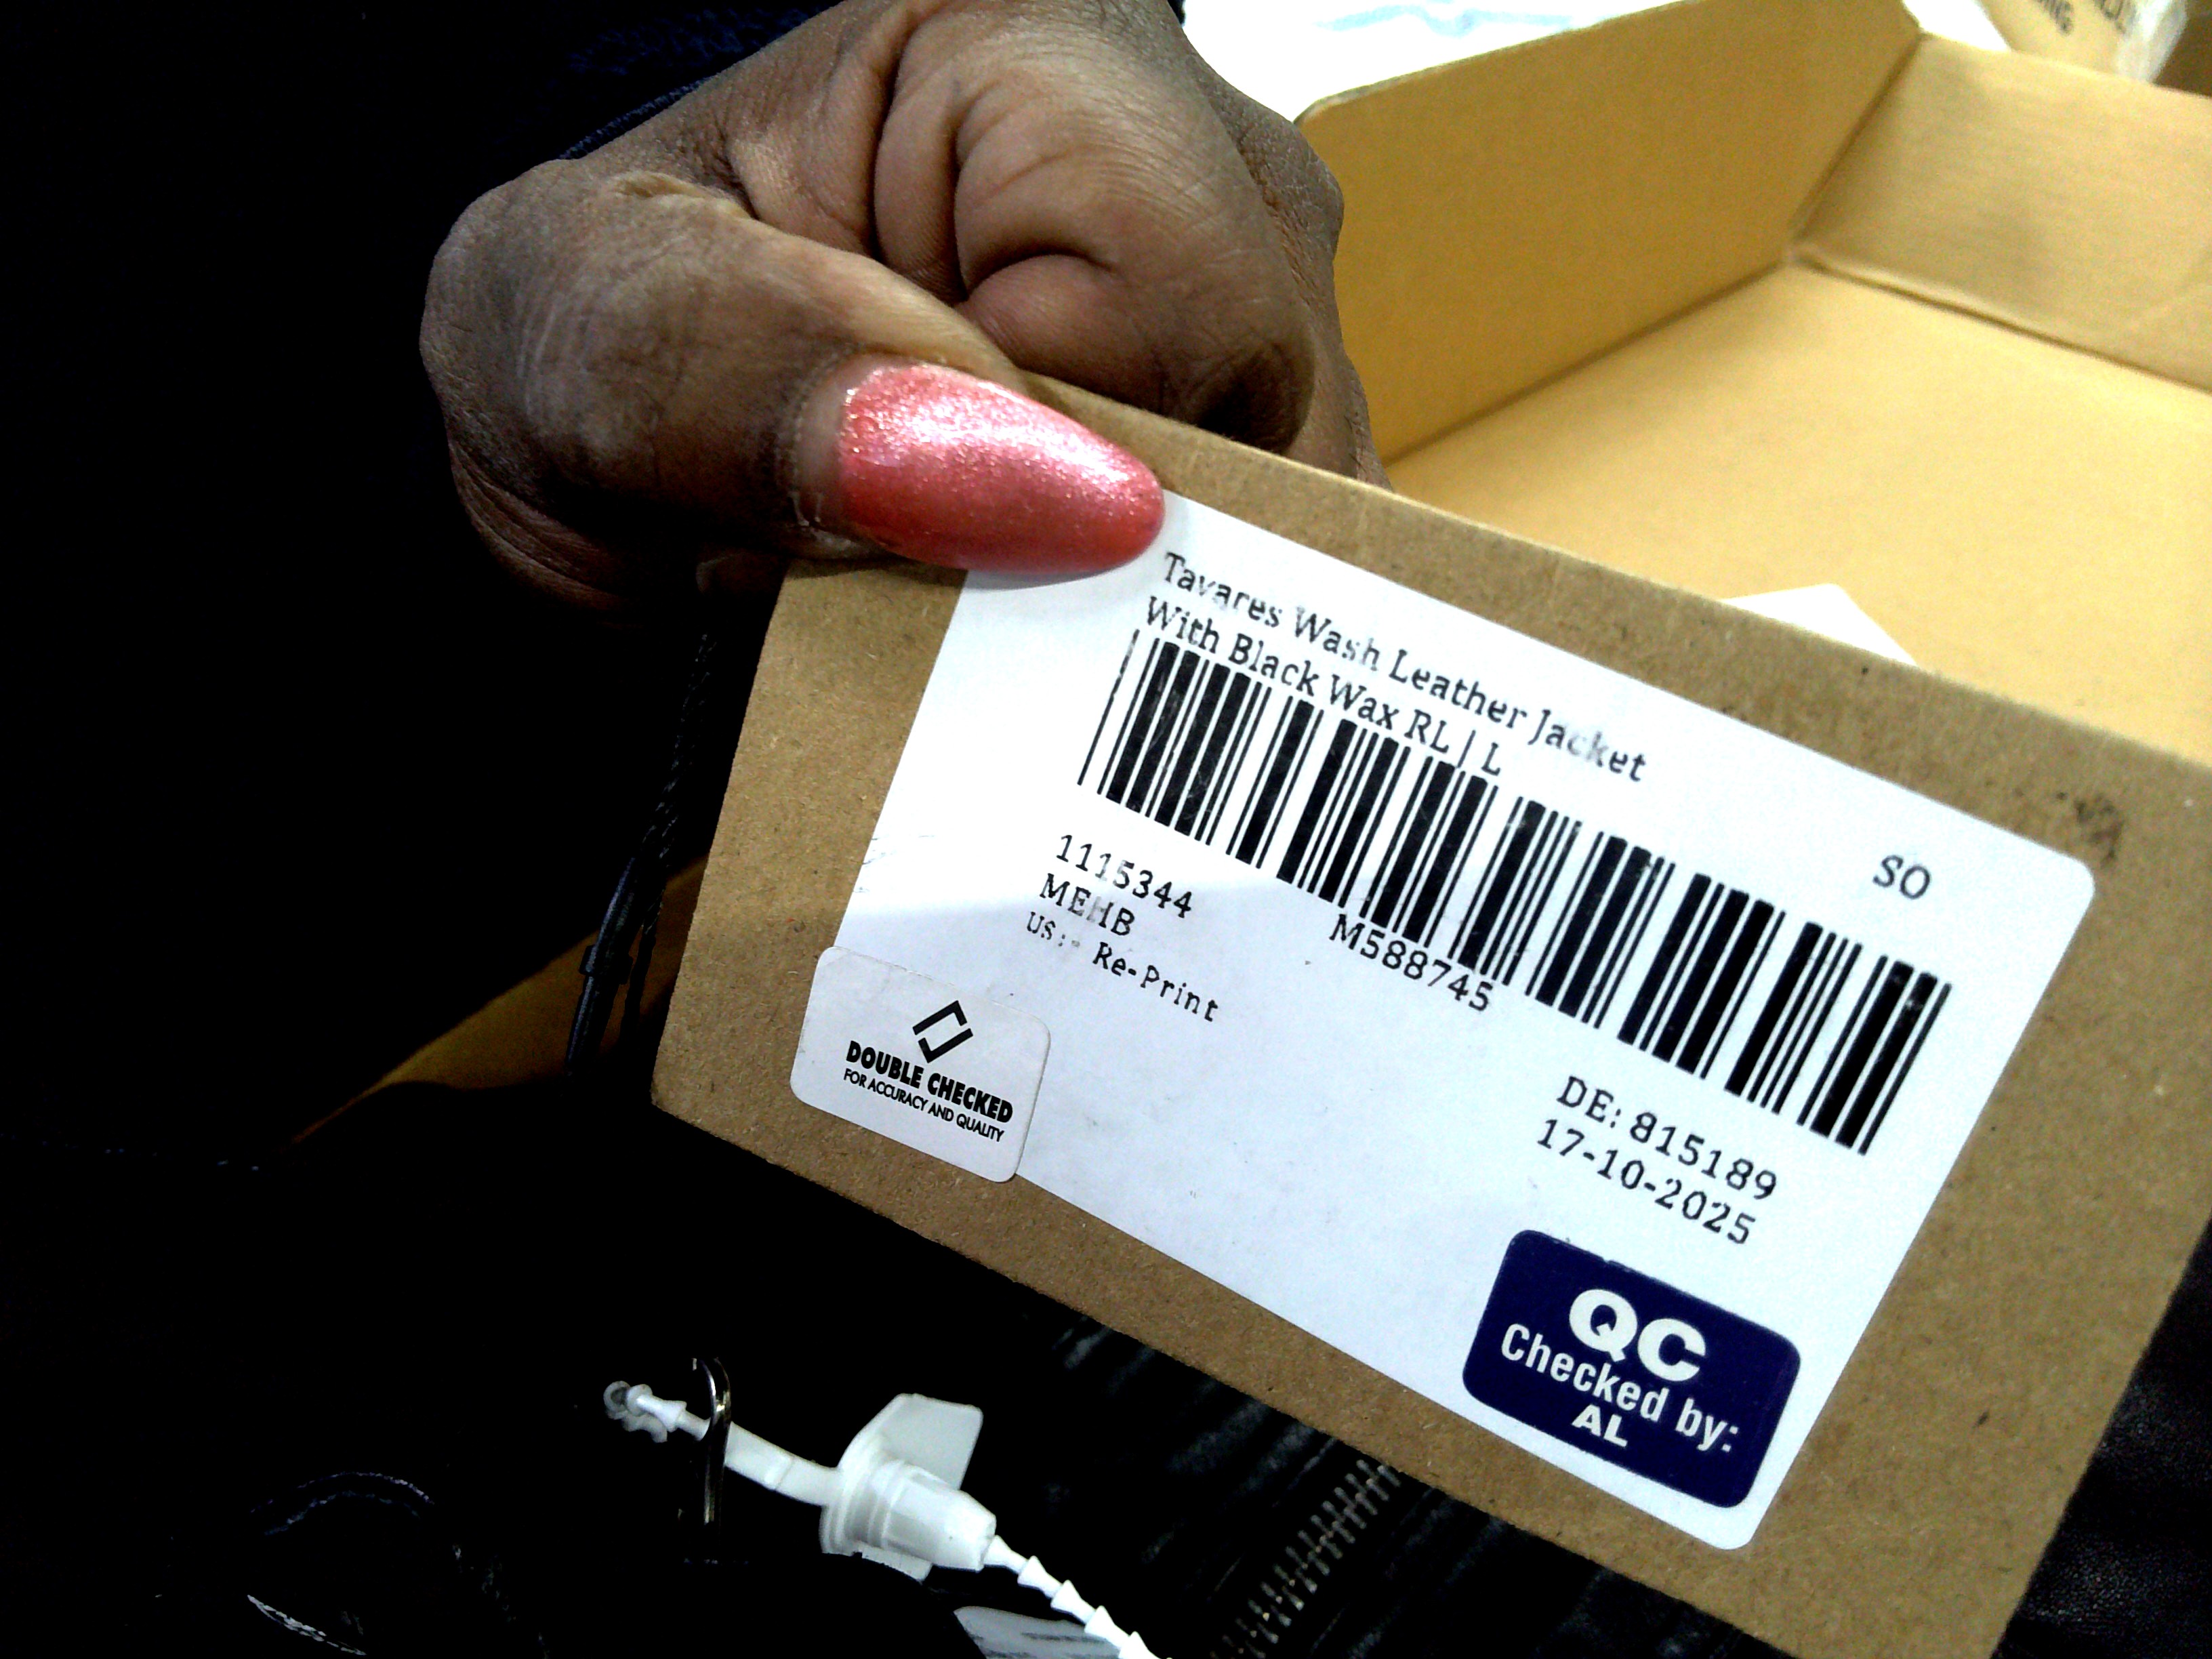 Tavares Wash Leather Jacket
With Black Wax RL | L
SO
1115344
MEHB
US:- Re-Print
M588745
DE: 815189
17-10-2025
DOUBLE CHECKED
FOR ACCURACY AND QUALITY
QC
Checked by:
AL